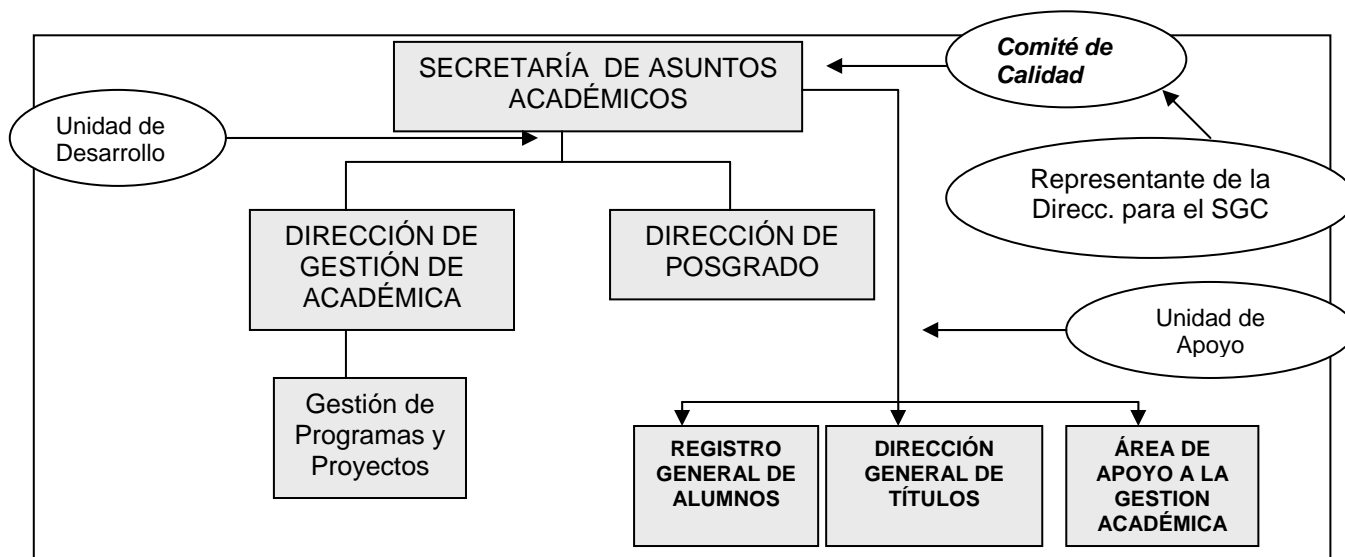 SECRETARÍA DE ASUNTOS
ACADÉMICOS
Comité de
Calidad
Unidad de
Desarrollo
Representante de la
Direcc. para el SGC
DIRECCIÓN DE
GESTIÓN DE
ACADÉMICA
DIRECCIÓN DE
POSGRADO
Unidad de
Apoyo
Gestión de
Programas y
Proyectos
REGISTRO
GENERAL DE
ALUMNOS
DIRECCIÓN
GENERAL DE
TÍTULOS
ÁREA DE
APOYO A LA
GESTION
ACADÉMICA